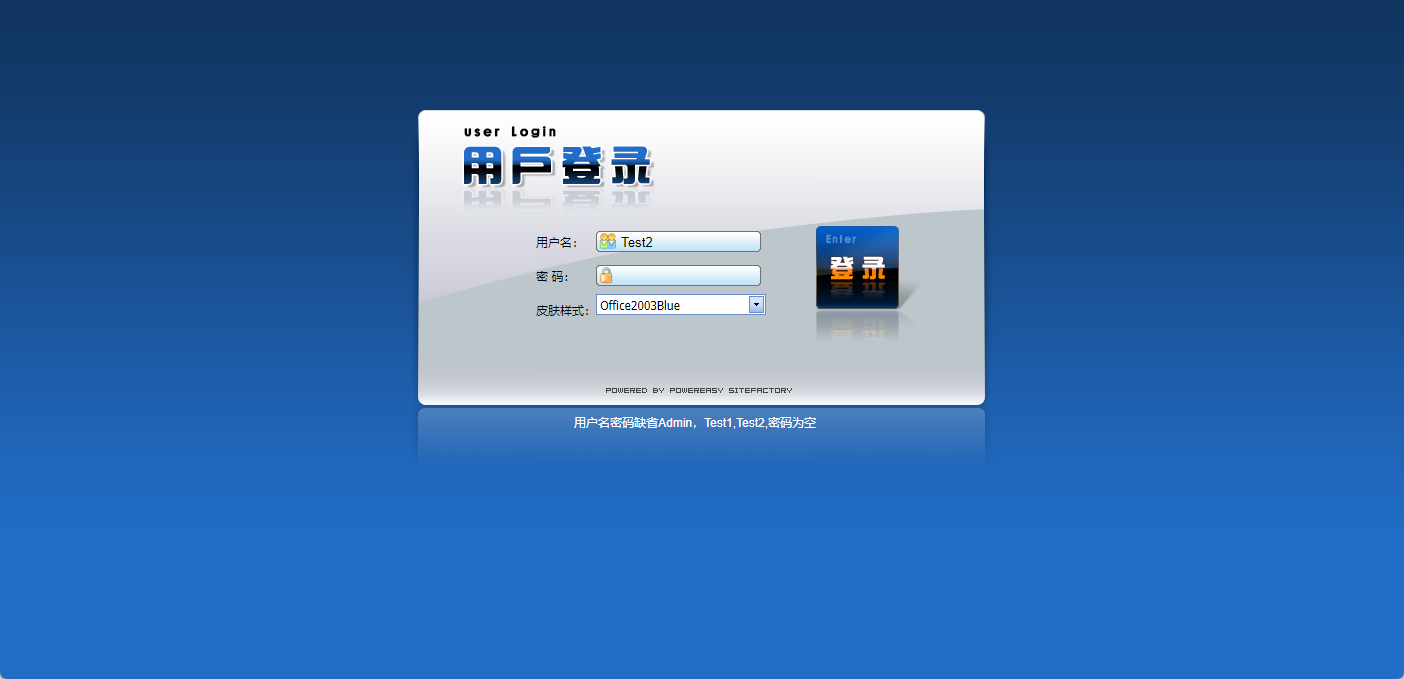 user Login
用戶登录
用户名：
Test2
Enter
登录
密 码：
皮肤样式：
Office2003Blue
POWERED BY POWEREASY SITEFACTORY
用户名密码缺省Admin，Test1,Test2,密码为空